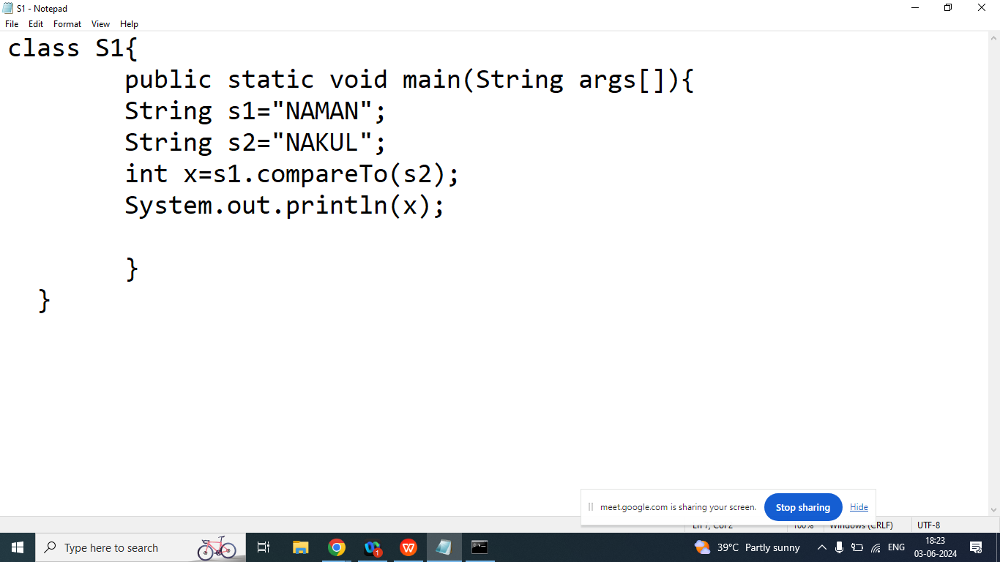 S1 - Notepad
File Edit Format View Help
class S1{
public static void main(String args[]){
String s1="NAMAN";
String s2="NAKUL";
int x=s1.compareTo(s2);
System.out.println(x);
}
}
meet.google.com is sharing your screen. Stop sharing Hide
Ln 7, Col 2 100% Windows (CRLF) UTF-8
Type here to search
1
W
C:\_
39°C Partly sunny
ENG
18:23
03-06-2024